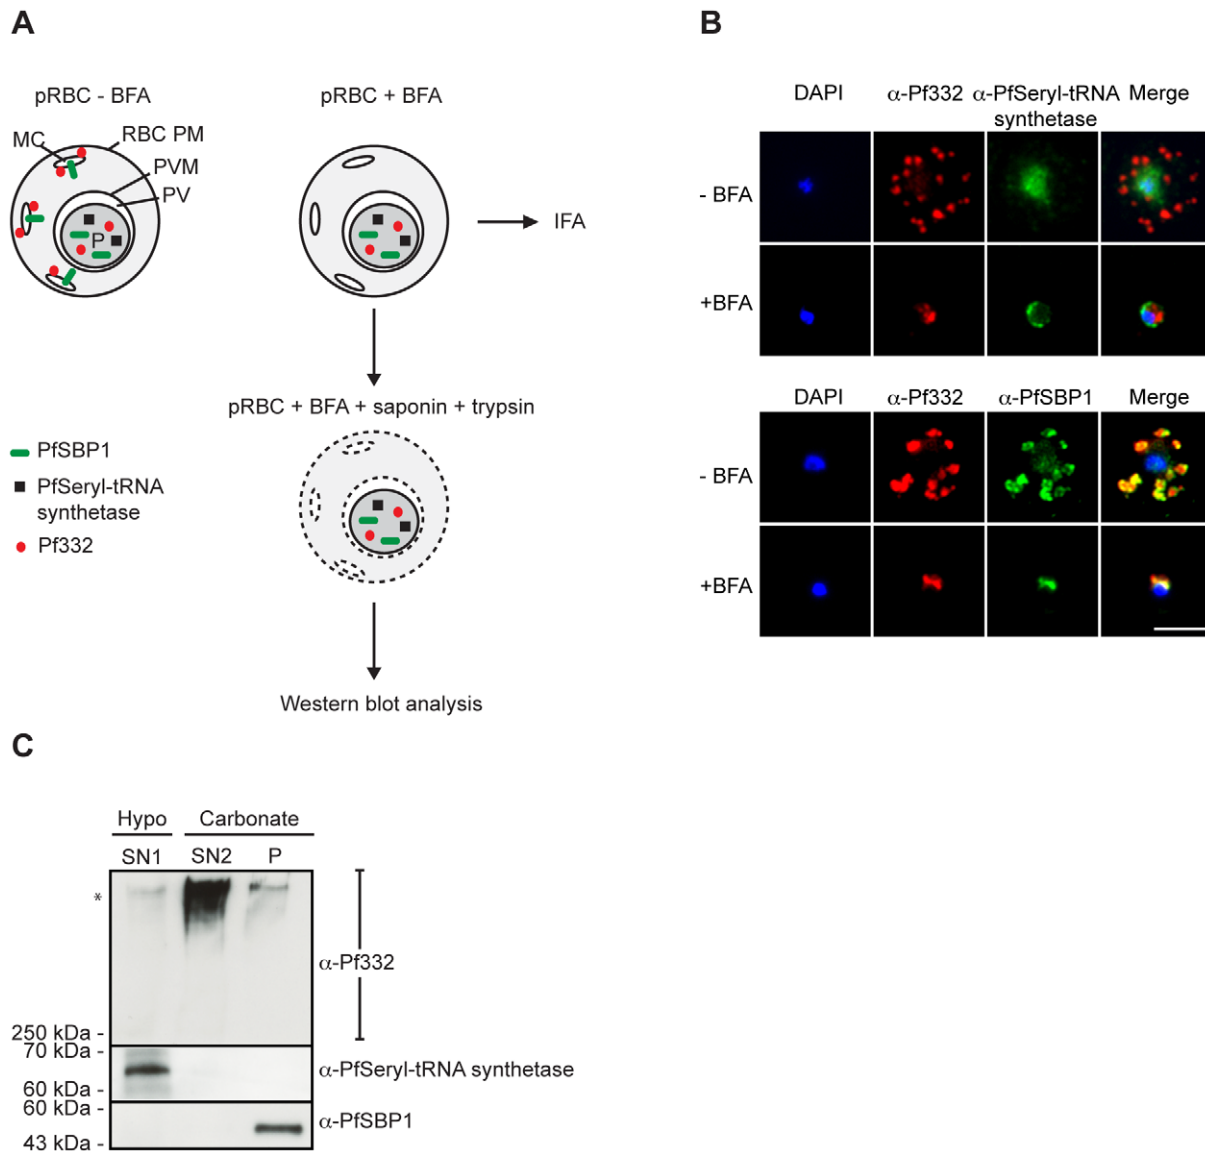 A
pRBC - BFA
pRBC + BFA
MC
RBC PM
PVM
PV
P
IFA
pRBC + BFA + saponin + trypsin
PfSBP1
PfSeryl-tRNA
synthetase
Pf332
Western blot analysis
B
DAPI
α-Pf332
α-PfSeryl-tRNA
synthetase
Merge
- BFA
+BFA
DAPI
α-Pf332
α-PfSBP1
Merge
- BFA
+BFA
C
Hypo
Carbonate
SN1
SN2
P
*
α-Pf332
250 kDa -
70 kDa -
α-PfSeryl-tRNA synthetase
60 kDa -
60 kDa -
α-PfSBP1
43 kDa -